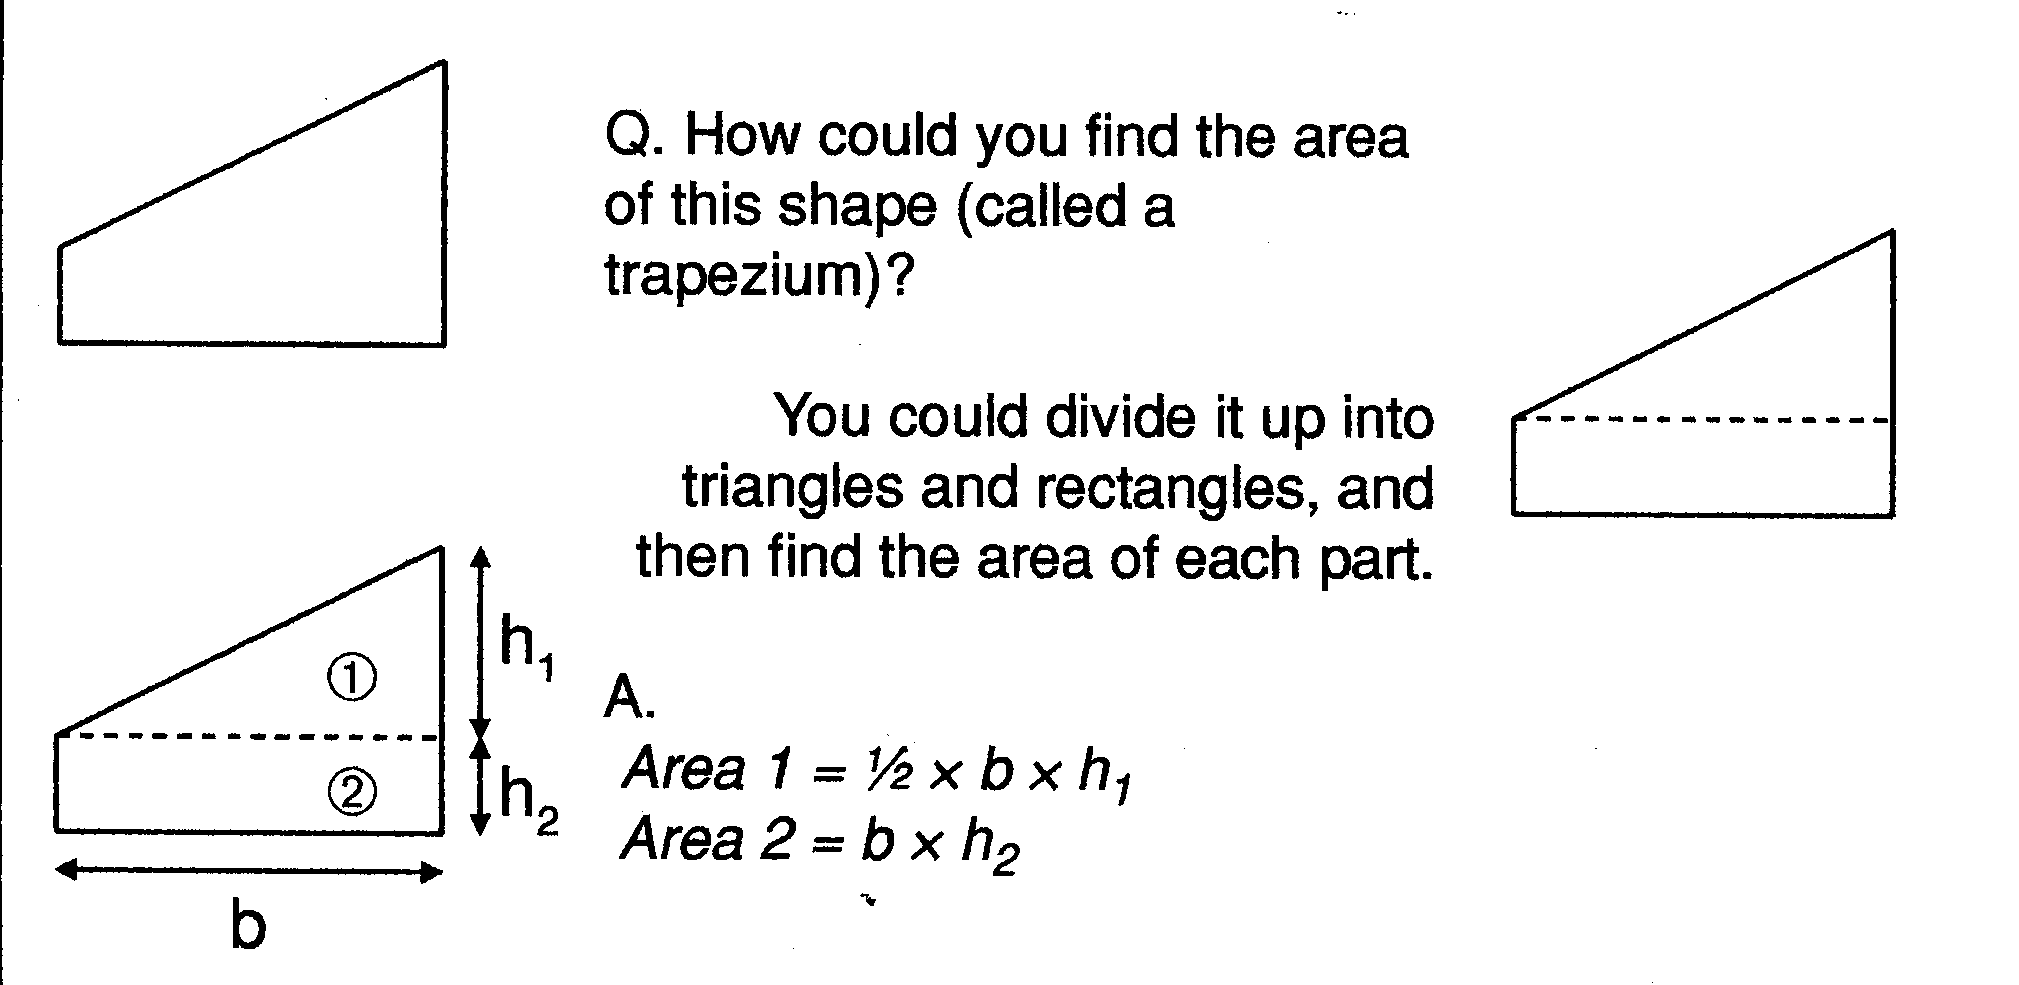 Q. How could you find the area
of this shape (called a
trapezium)?
You could divide it up into
triangles and rectangles, and
then find the area of each part.
①
h₁
②
h₂
b
A.
Area 1 = ½ × b × h₁
Area 2 = b × h₂